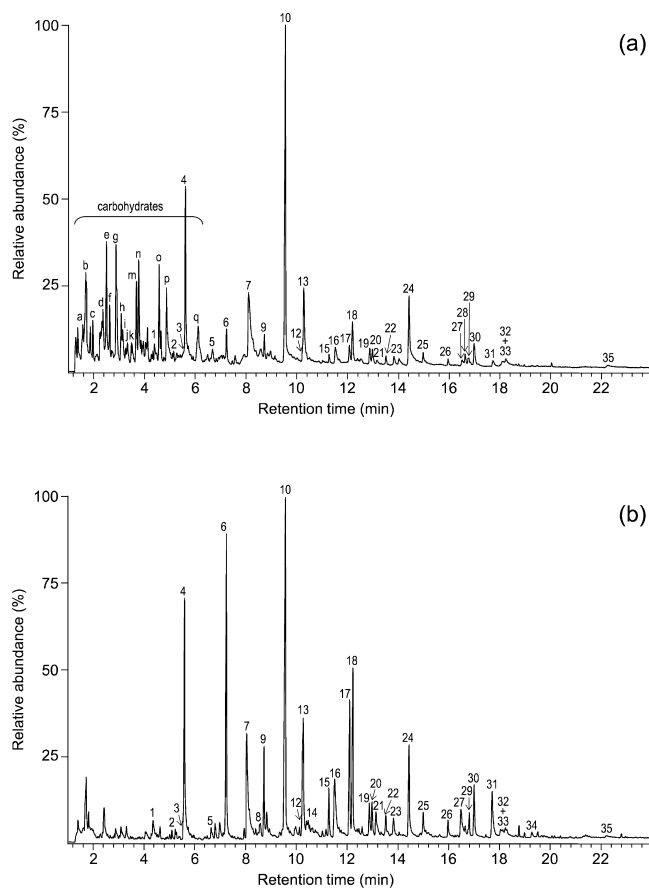 (a)
Relative abundance (%)
100
75
50
25
carbohydrates
a b c d e f g h i j k m n o p q
1 2 3 4 5 6 7 9 10 12 13 15 16 17 18 19 20 21 22 23 24 25 26 27 28 29 30 31 32 + 33 35
2 4 6 8 10 12 14 16 18 20 22
Retention time (min)
(b)
Relative abundance (%)
100
75
50
25
1 2 3 4 5 6 7 8 9 10 12 13 14 15 16 17 18 19 20 21 22 23 24 25 26 27 29 30 31 32 + 33 34 35
2 4 6 8 10 12 14 16 18 20 22
Retention time (min)